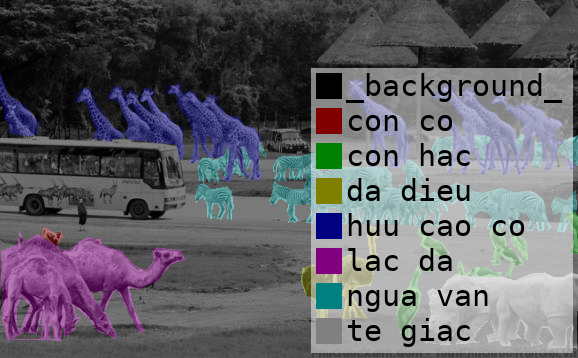 _background_
con co
con hac
da dieu
huu cao co
lac da
ngua van
te giac